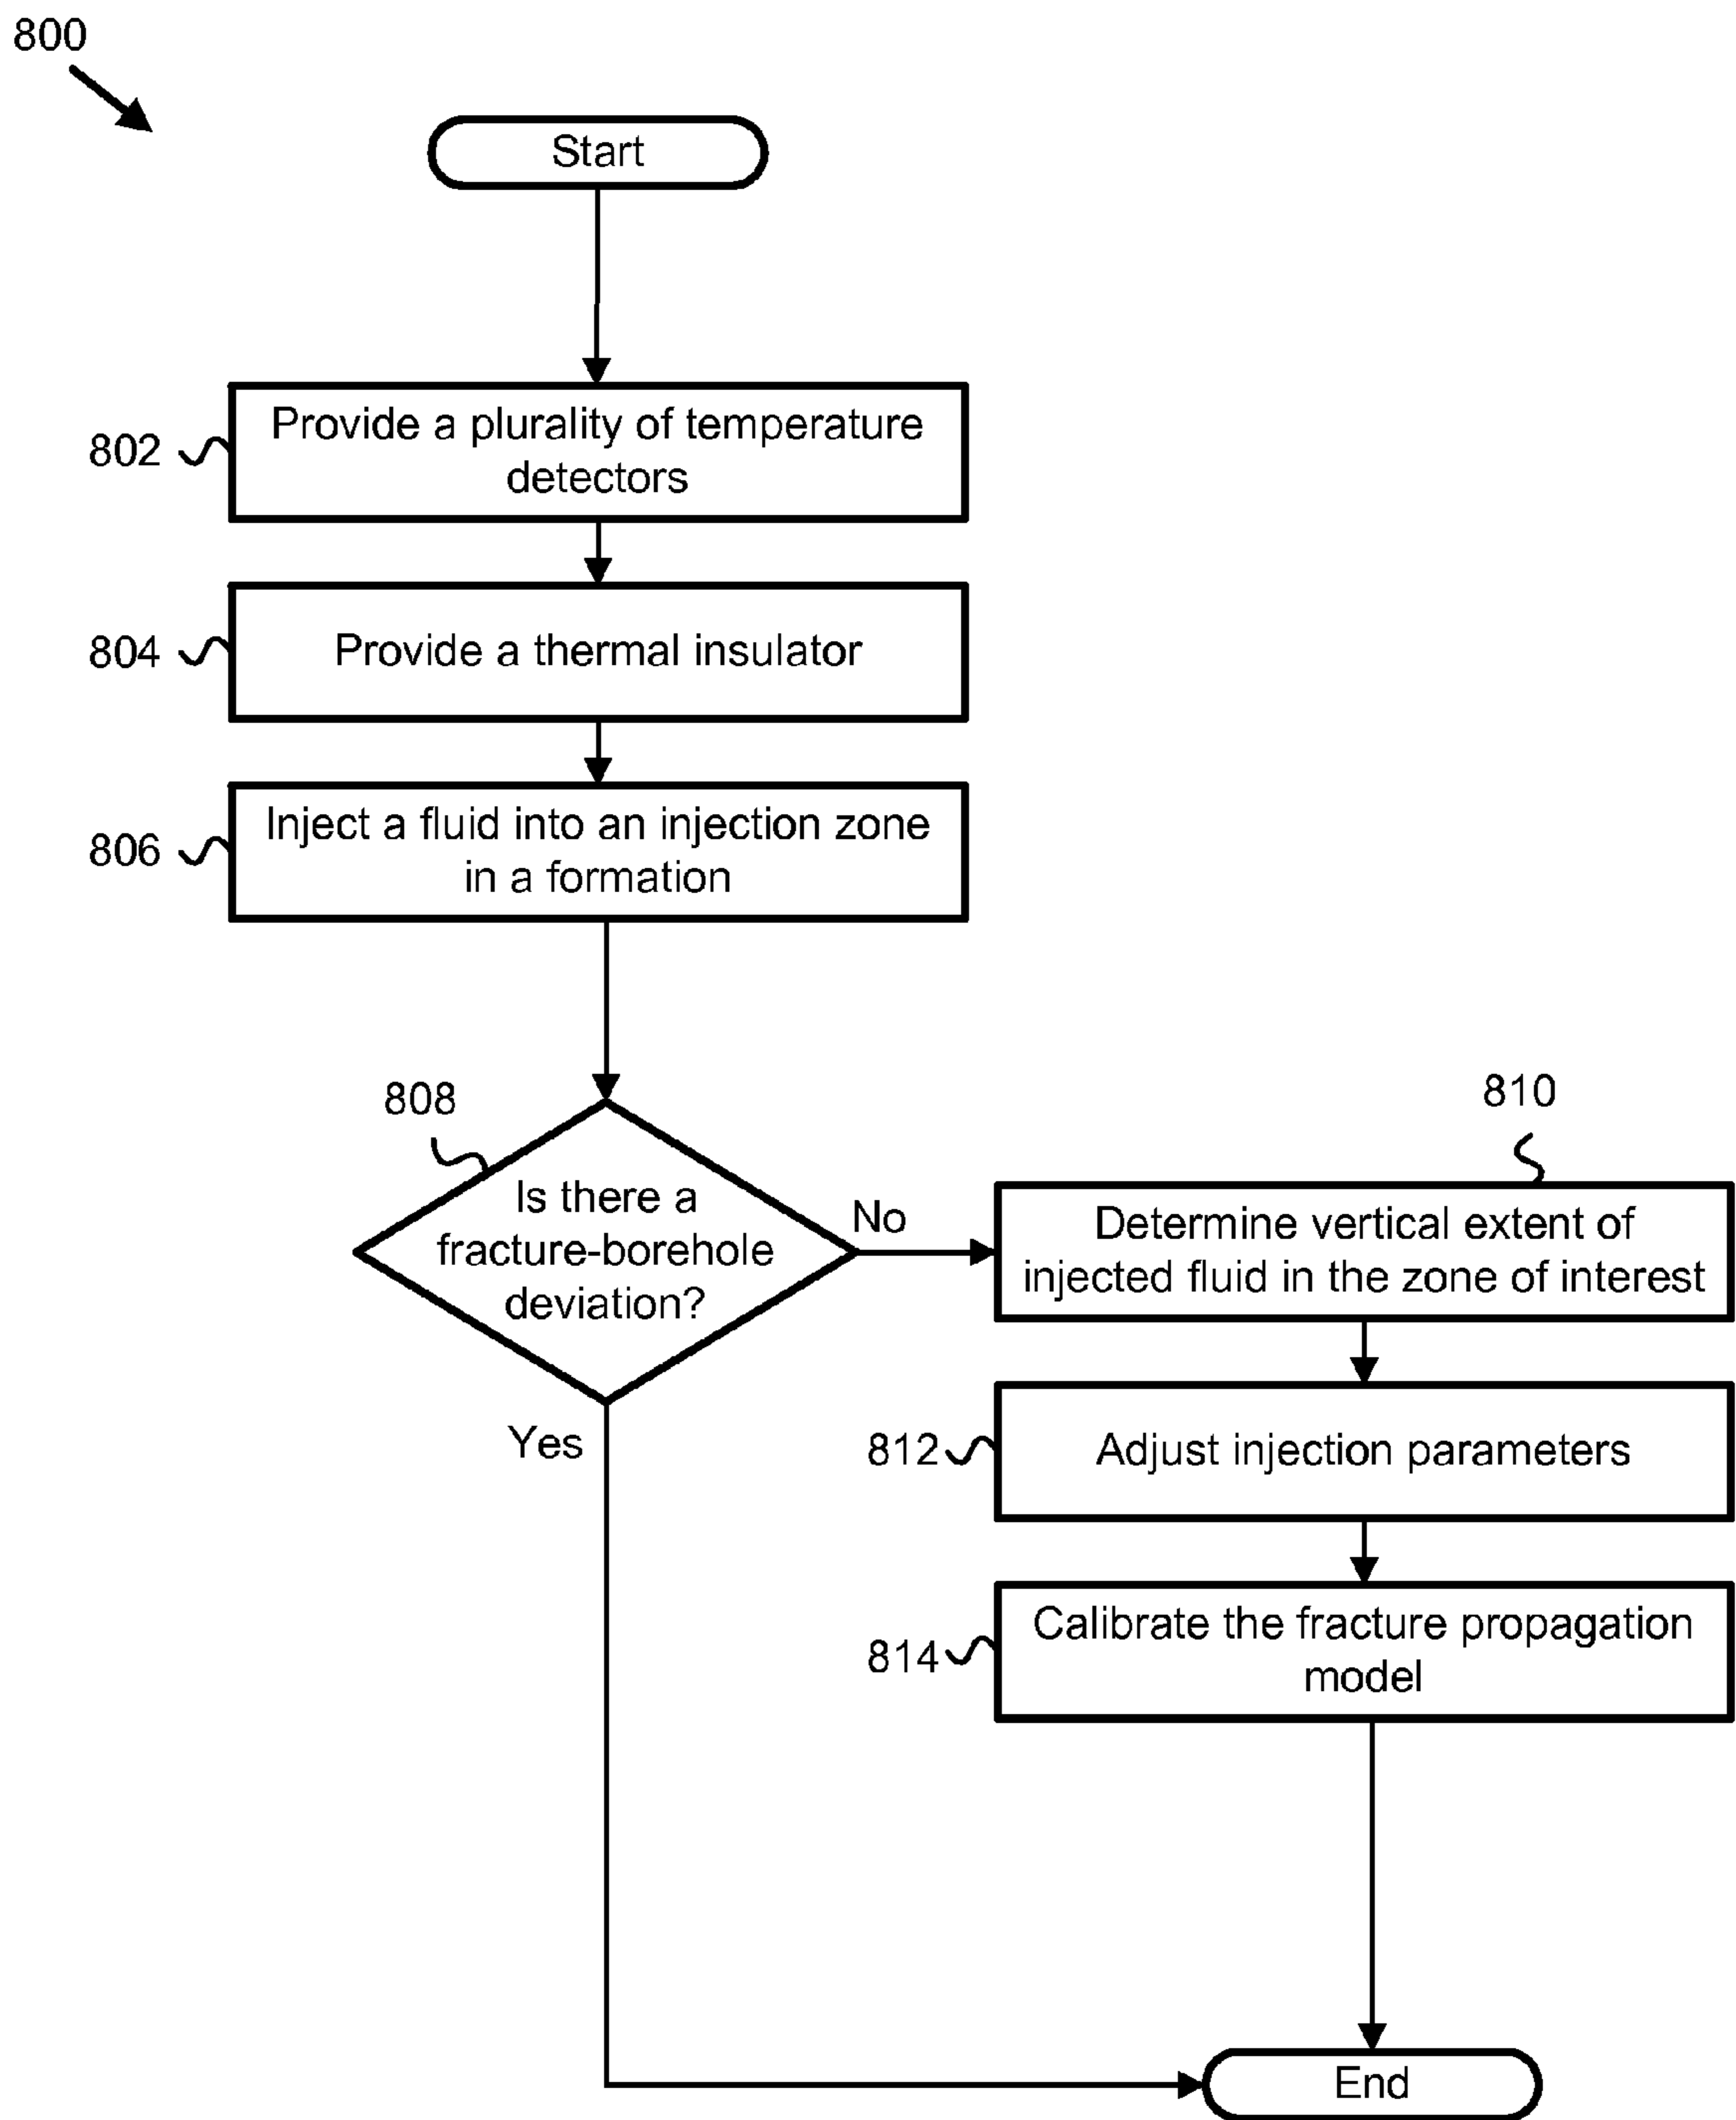 800
Start
802
Provide a plurality of temperature
detectors
804
Provide a thermal insulator
806
Inject a fluid into an injection zone
in a formation
808
Is there a
fracture-borehole
deviation?
No
Yes
810
Determine vertical extent of
injected fluid in the zone of interest
812
Adjust injection parameters
814
Calibrate the fracture propagation
model
End